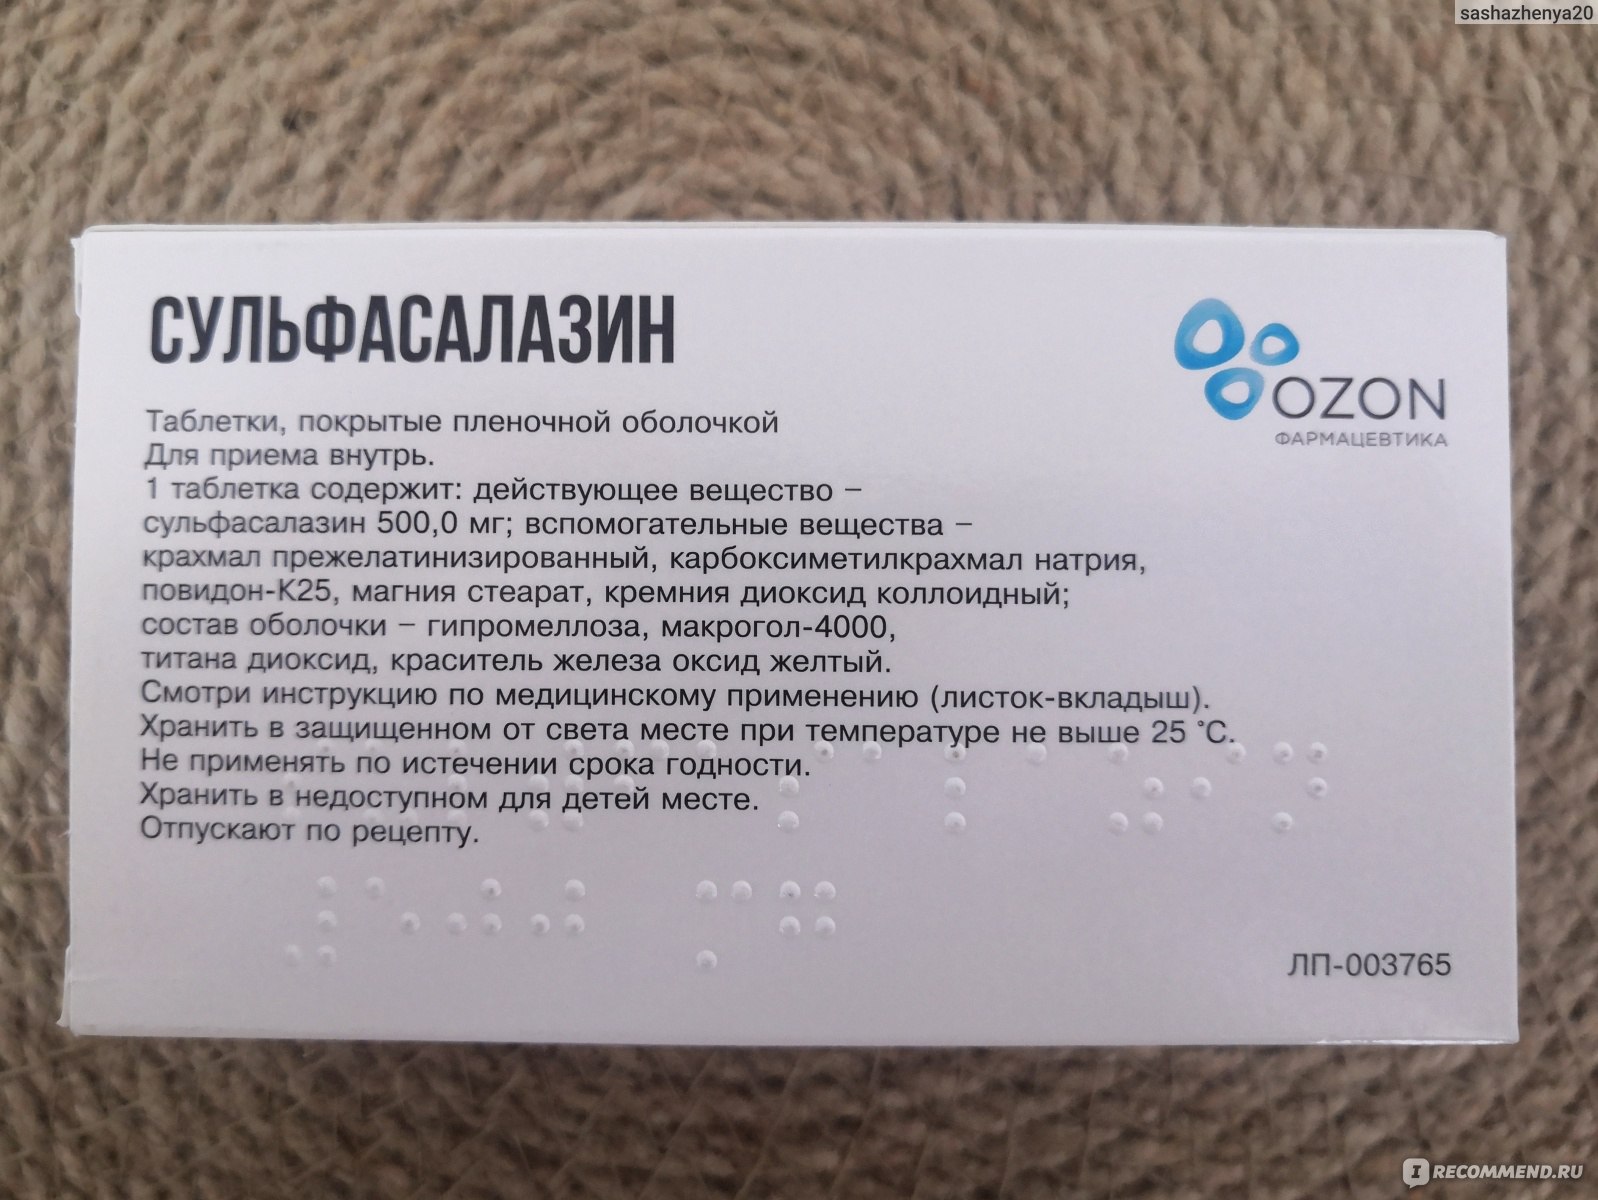 sashazhenya20
СУЛЬФАСАЛАЗИН
OZON
ФАРМАЦЕВТИКА
Таблетки, покрытые пленочной оболочкой
Для приема внутрь.
1 таблетка содержит: действующее вещество –
сульфасалазин 500,0 мг; вспомогательные вещества –
крахмал прежелатинизированный, карбоксиметилкрахмал натрия,
повидон-К25, магния стеарат, кремния диоксид коллоидный;
состав оболочки – гипромеллоза, макрогол-4000,
титана диоксид, краситель железа оксид желтый.
Смотри инструкцию по медицинскому применению (листок-вкладыш).
Хранить в защищенном от света месте при температуре не выше 25 °С.
Не применять по истечении срока годности.
Хранить в недоступном для детей месте.
Отпускают по рецепту.
ЛП-003765
IRECOMMEND.RU